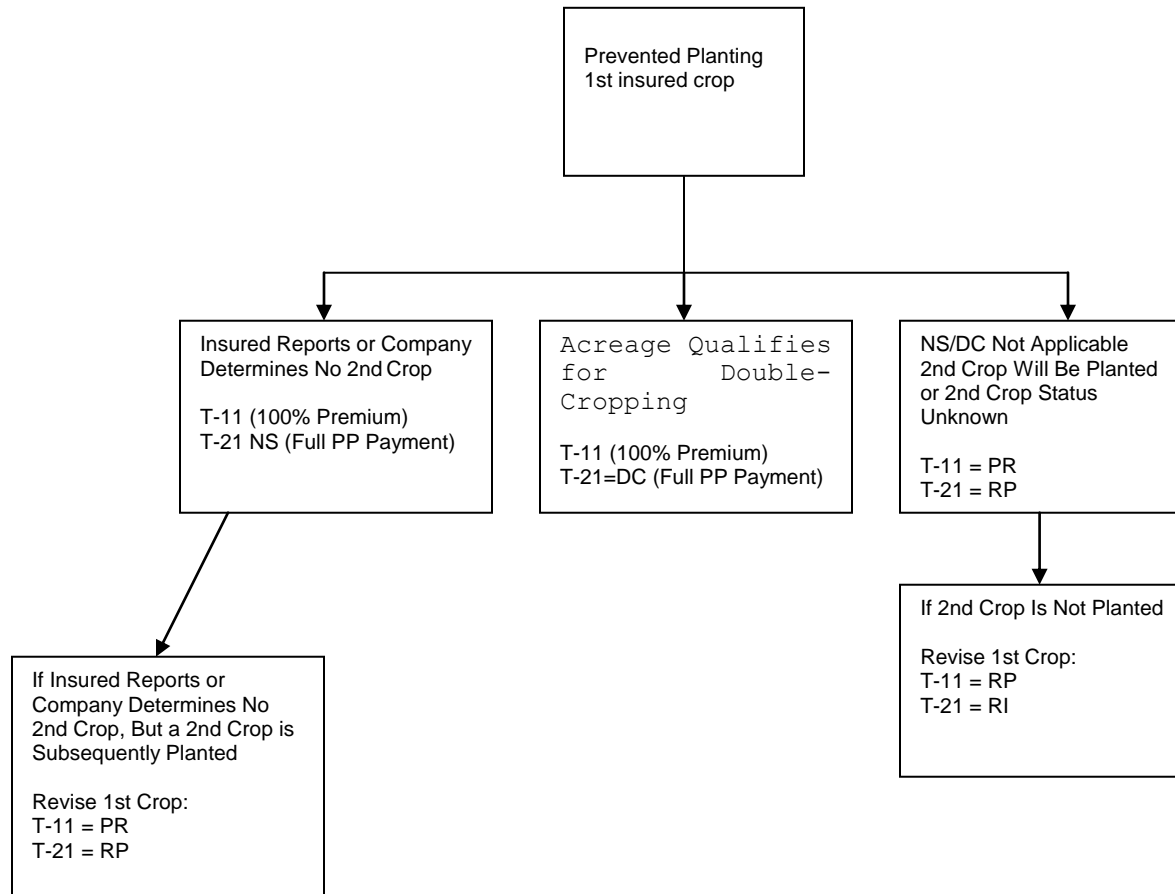 Prevented Planting
1st insured crop
Insured Reports or Company
Determines No 2nd Crop
T-11 (100% Premium)
T-21 NS (Full PP Payment)
Acreage Qualifies
for Double-
Cropping
T-11 (100% Premium)
T-21=DC (Full PP Payment)
NS/DC Not Applicable
2nd Crop Will Be Planted
or 2nd Crop Status
Unknown
T-11 = PR
T-21 = RP
If Insured Reports or
Company Determines No
2nd Crop, But a 2nd Crop is
Subsequently Planted
Revise 1st Crop:
T-11 = PR
T-21 = RP
If 2nd Crop Is Not Planted
Revise 1st Crop:
T-11 = RP
T-21 = RI